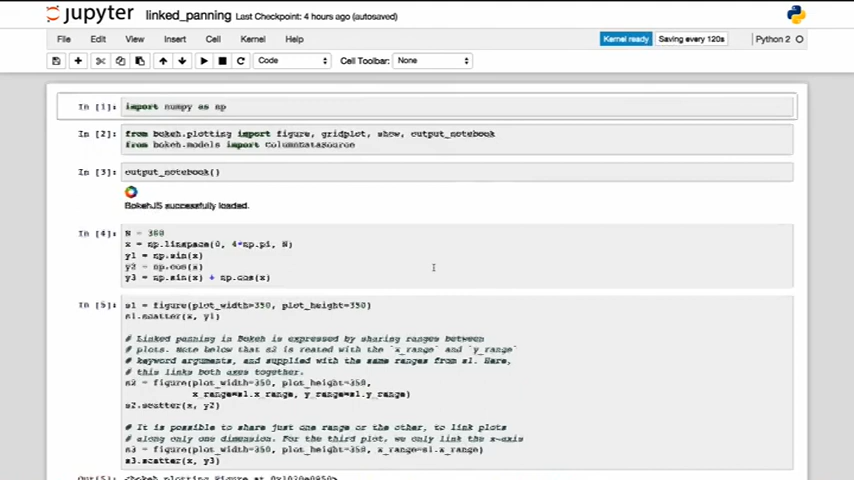 jupyter linked_panning Last Checkpoint: 4 hours ago (autosaved)
File Edit View Insert Cell Kernel Help Kernel ready Saving every 120s Python 2
Code Cell Toolbar: None
In [1]: import numpy as np
In [2]: from bokeh.plotting import figure, gridplot, show, output_notebook
from bokeh.models import ColumnDataSource
In [3]: output_notebook()
BokehJS successfully loaded.
In [4]: N = 300
x = np.linspace(0, 4*np.pi, N)
y1 = np.sin(x)
y2 = np.cos(x)
y3 = np.sin(x) + np.cos(x)
In [5]: s1 = figure(plot_width=350, plot_height=350)
s1.scatter(x, y1)
# Linked panning in Bokeh is expressed by sharing ranges between
# plots. Note below that s2 is reated with the `x_range` and `y_range`
# keyword arguments, and supplied with the same ranges from s1. Here,
# this links both axes together.
s2 = figure(plot_width=350, plot_height=350,
x_range=s1.x_range, y_range=s1.y_range)
s2.scatter(x, y2)
# It is possible to share just one range or the other, to link plots
# along only one dimension. For the third plot, we only link the x-axis
s3 = figure(plot_width=350, plot_height=350, x_range=s1.x_range)
s3.scatter(x, y3)
Out[5]: <bokeh.plotting.Figure at